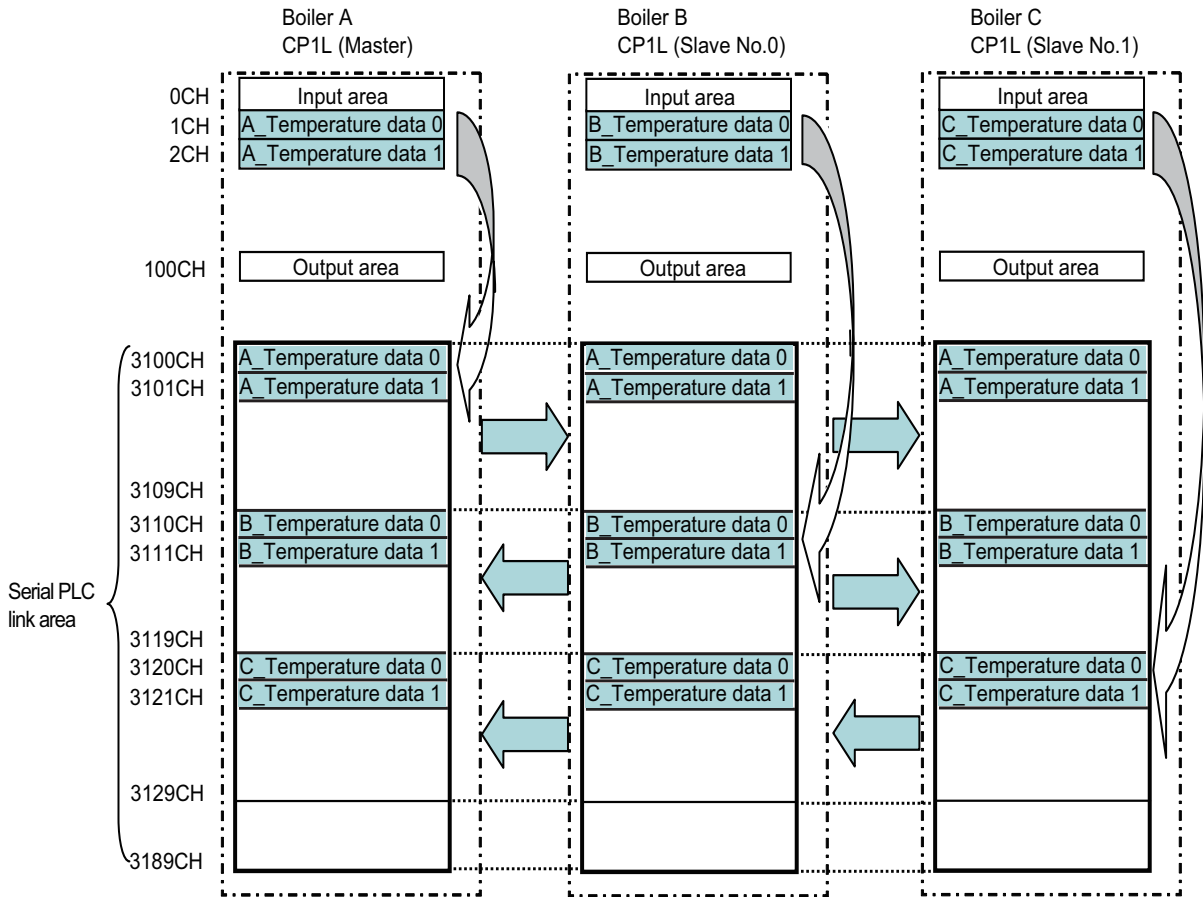 Boiler A
CP1L (Master)
Boiler B
CP1L (Slave No.0)
Boiler C
CP1L (Slave No.1)
0CH
Input area
Input area
Input area
1CH
A_Temperature data 0
B_Temperature data 0
C_Temperature data 0
2CH
A_Temperature data 1
B_Temperature data 1
C_Temperature data 1
100CH
Output area
Output area
Output area
3100CH
A_Temperature data 0
A_Temperature data 0
A_Temperature data 0
3101CH
A_Temperature data 1
A_Temperature data 1
A_Temperature data 1
3109CH
3110CH
B_Temperature data 0
B_Temperature data 0
B_Temperature data 0
3111CH
B_Temperature data 1
B_Temperature data 1
B_Temperature data 1
Serial PLC
link area
3119CH
3120CH
C_Temperature data 0
C_Temperature data 0
C_Temperature data 0
3121CH
C_Temperature data 1
C_Temperature data 1
C_Temperature data 1
3129CH
3189CH